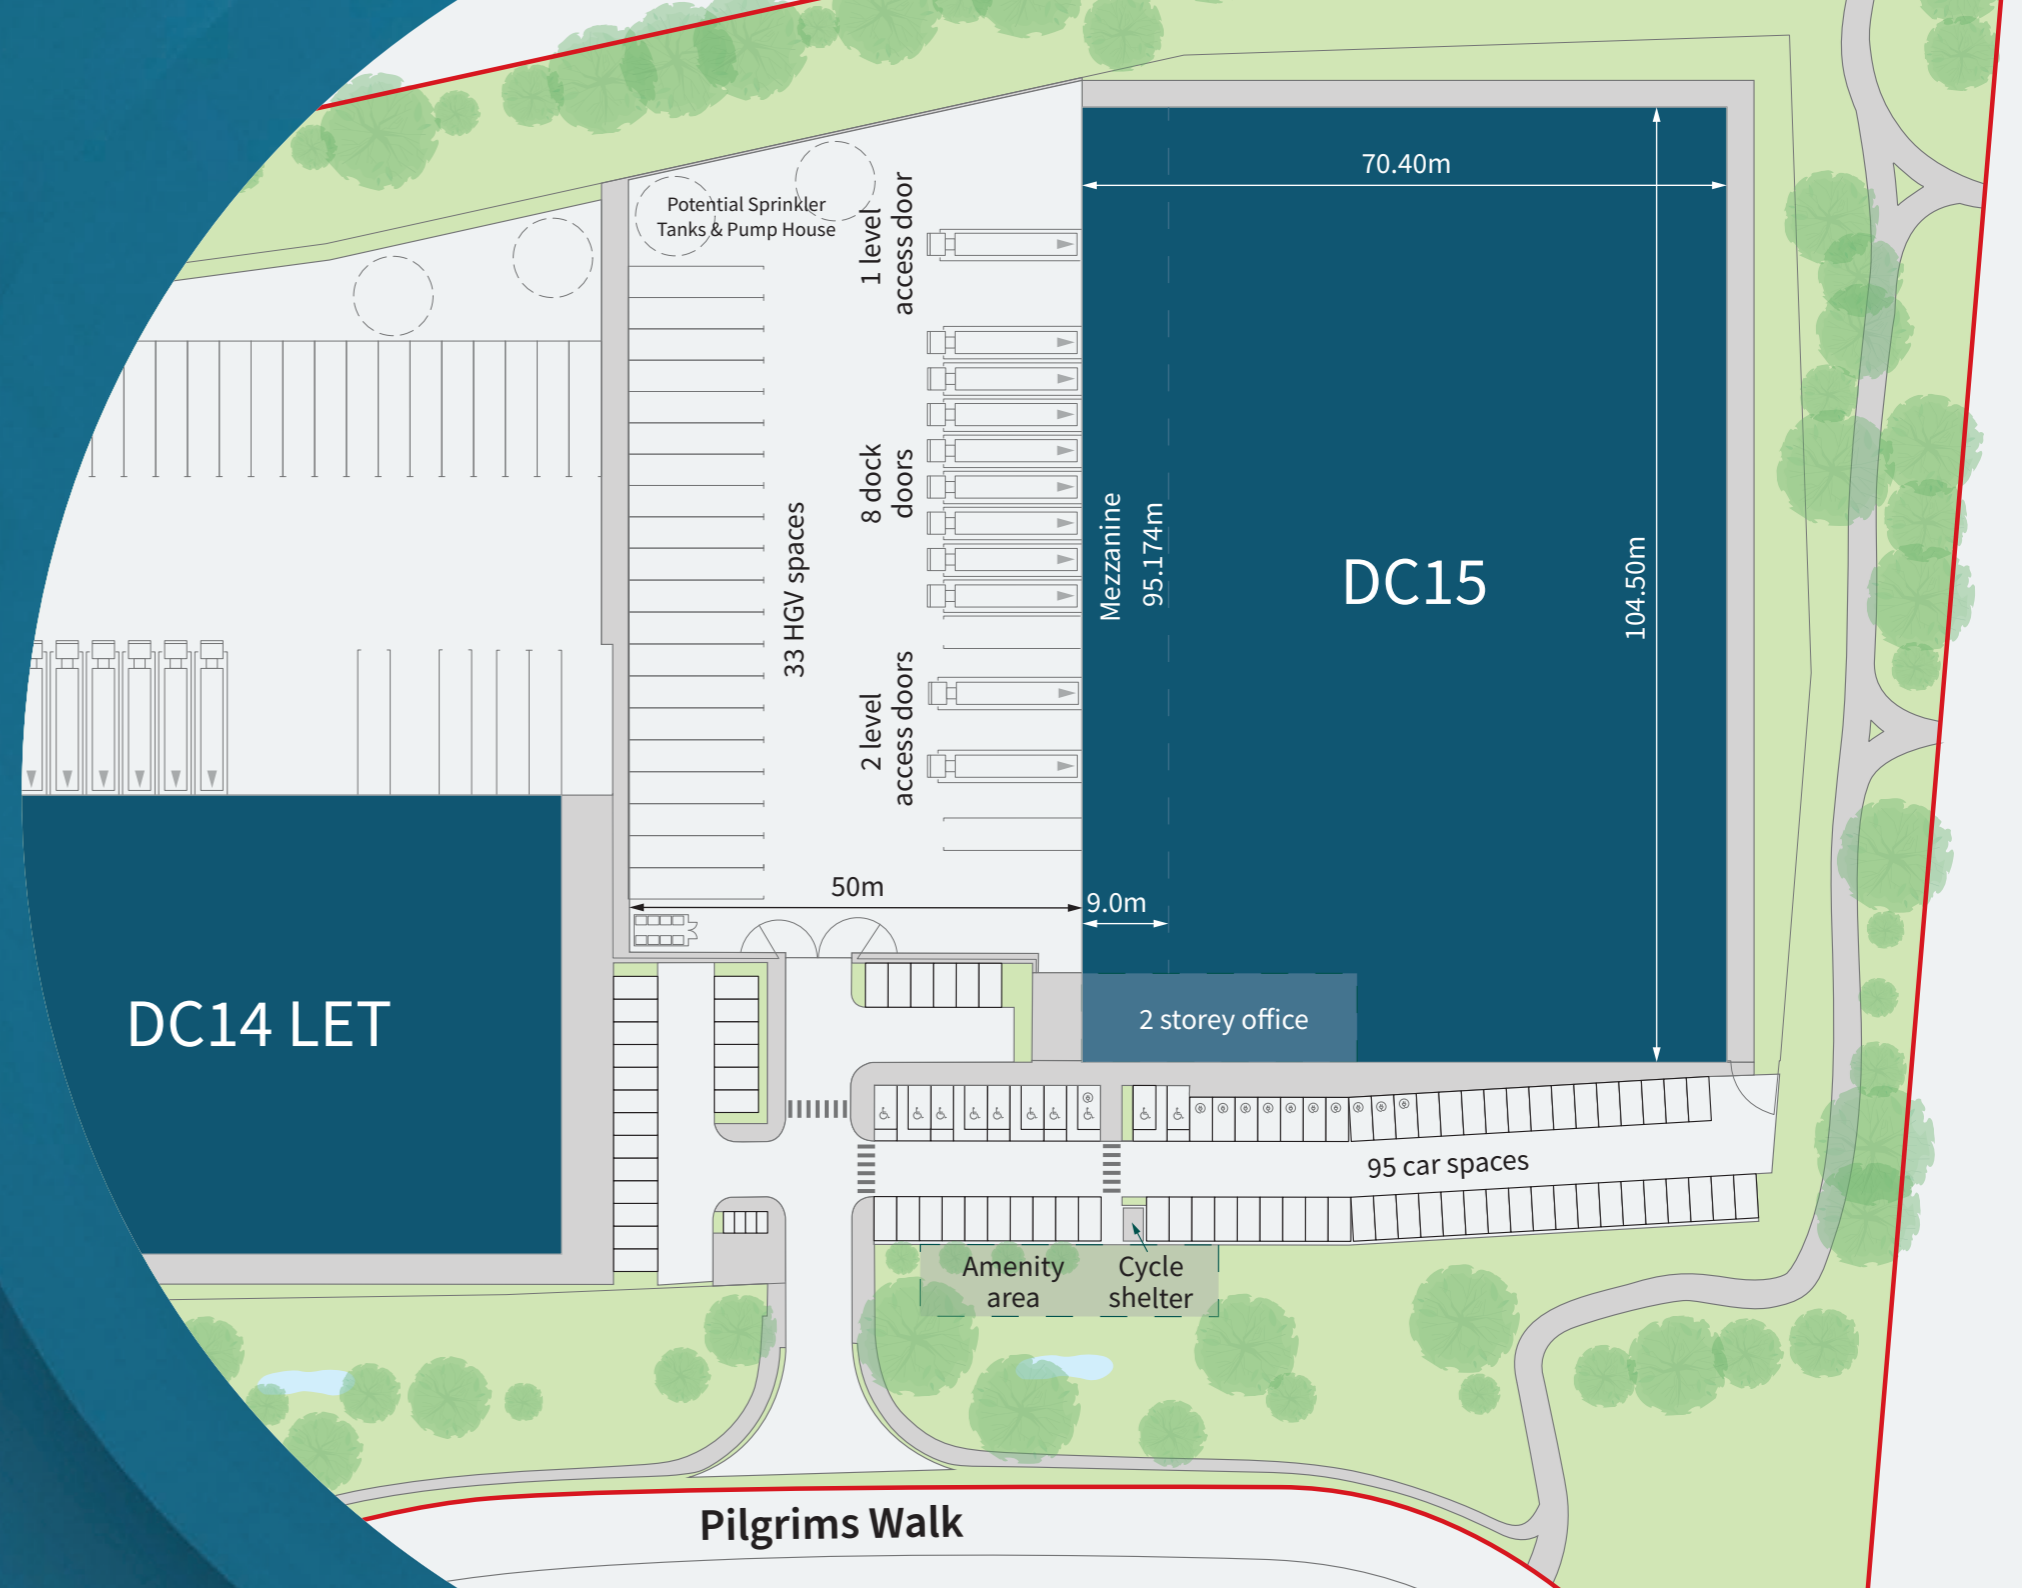 Potential Sprinkler
Tanks & Pump House
1 level
access door
70.40m
8 dock
doors
33 HGV spaces
Mezzanine
95.174m
DC15
104.50m
2 level
access doors
50m
9.0m
DC14 LET
2 storey office
95 car spaces
Amenity
area
Cycle
shelter
Pilgrims Walk